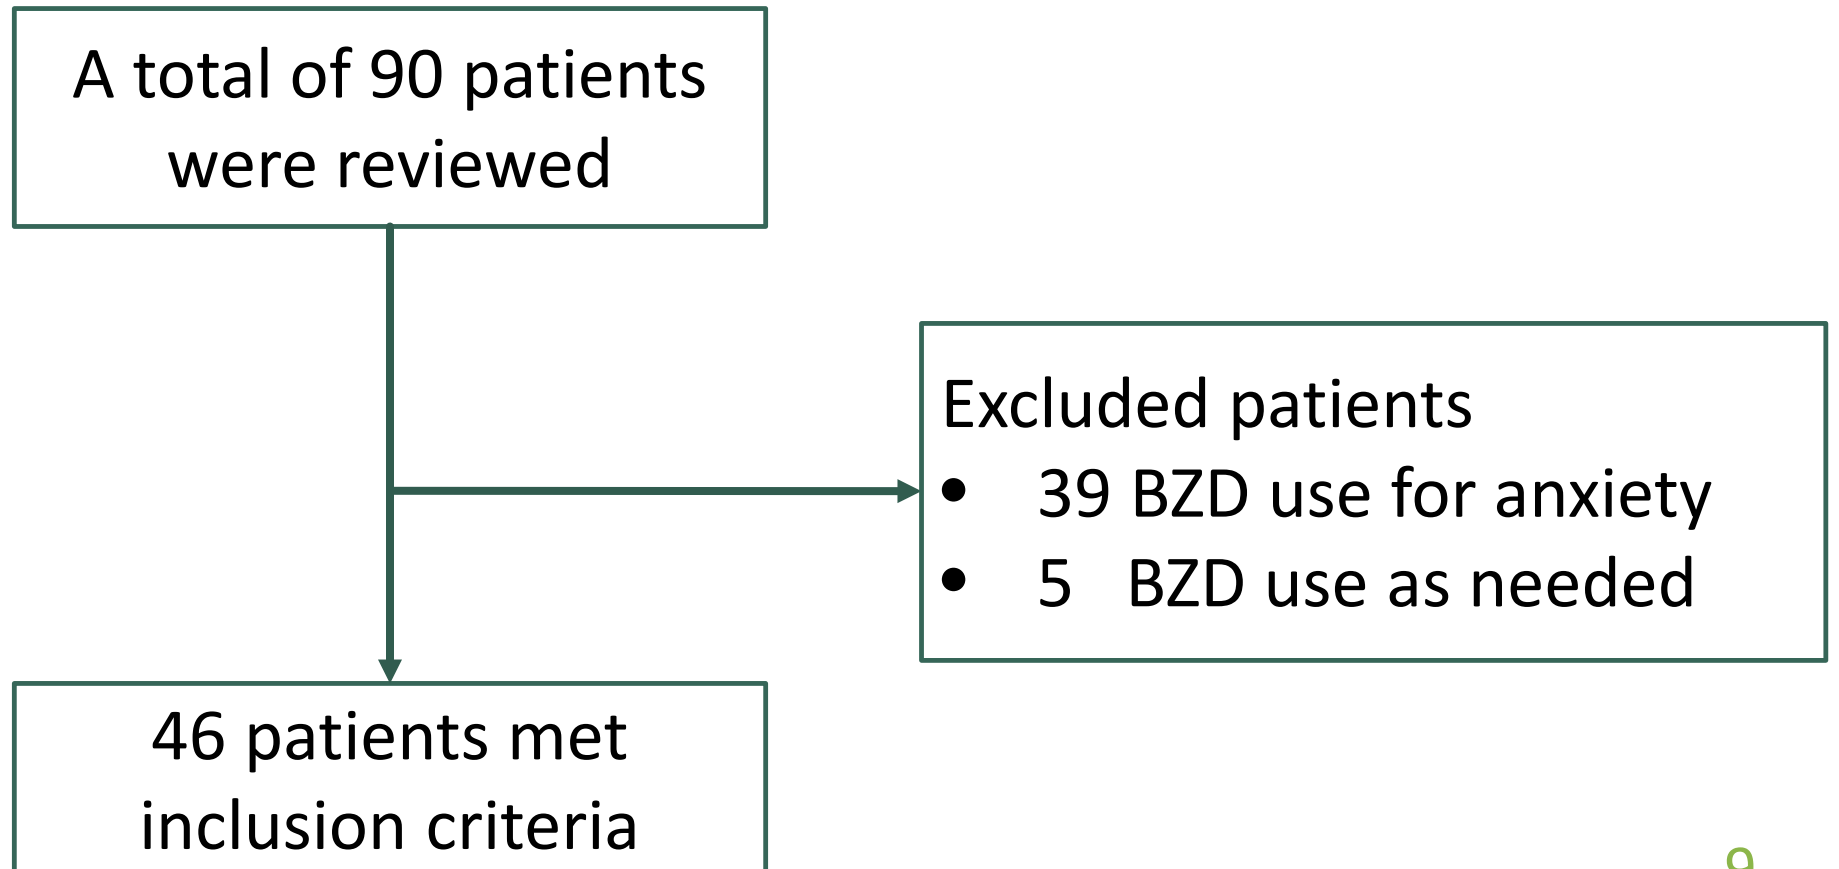 A total of 90 patients
were reviewed
Excluded patients
• 39 BZD use for anxiety
• 5 BZD use as needed
46 patients met
inclusion criteria
9